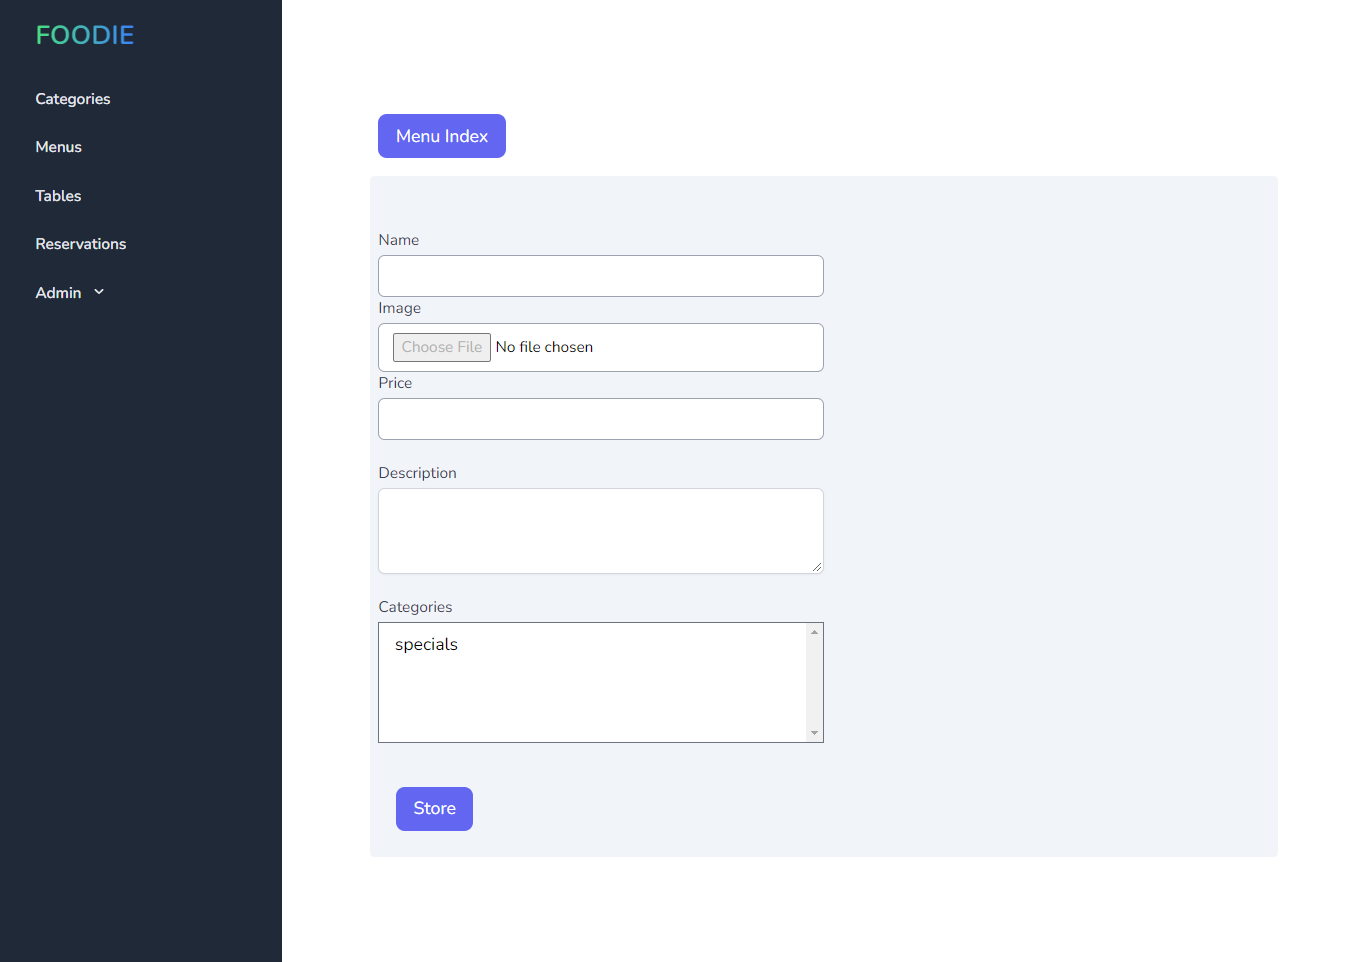 FOODIE
Categories
Menus
Tables
Reservations
Admin
Menu Index
Name
Image
Choose File No file chosen
Price
Description
Categories
specials
Store